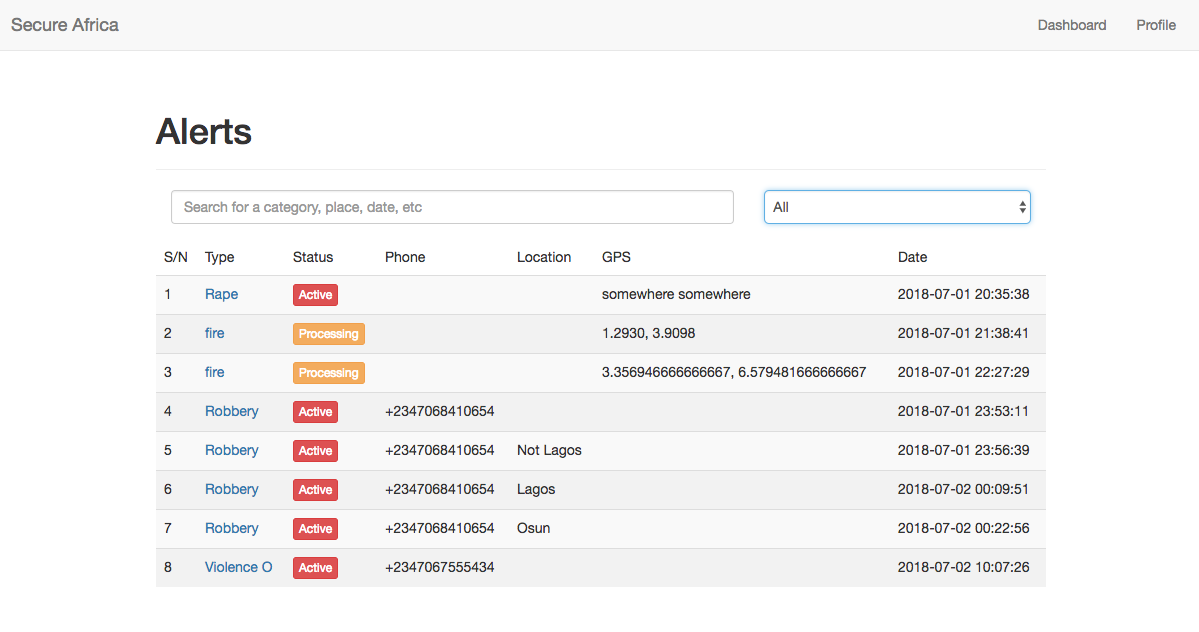 Secure Africa Dashboard Profile
Alerts
Search for a category, place, date, etc All
S/N Type Status Phone Location GPS Date
1 Rape Active somewhere somewhere 2018-07-01 20:35:38
2 fire Processing 1.2930, 3.9098 2018-07-01 21:38:41
3 fire Processing 3.356946666666667, 6.579481666666667 2018-07-01 22:27:29
4 Robbery Active +2347068410654 2018-07-01 23:53:11
5 Robbery Active +2347068410654 Not Lagos 2018-07-01 23:56:39
6 Robbery Active +2347068410654 Lagos 2018-07-02 00:09:51
7 Robbery Active +2347068410654 Osun 2018-07-02 00:22:56
8 Violence O Active +2347067555434 2018-07-02 10:07:26